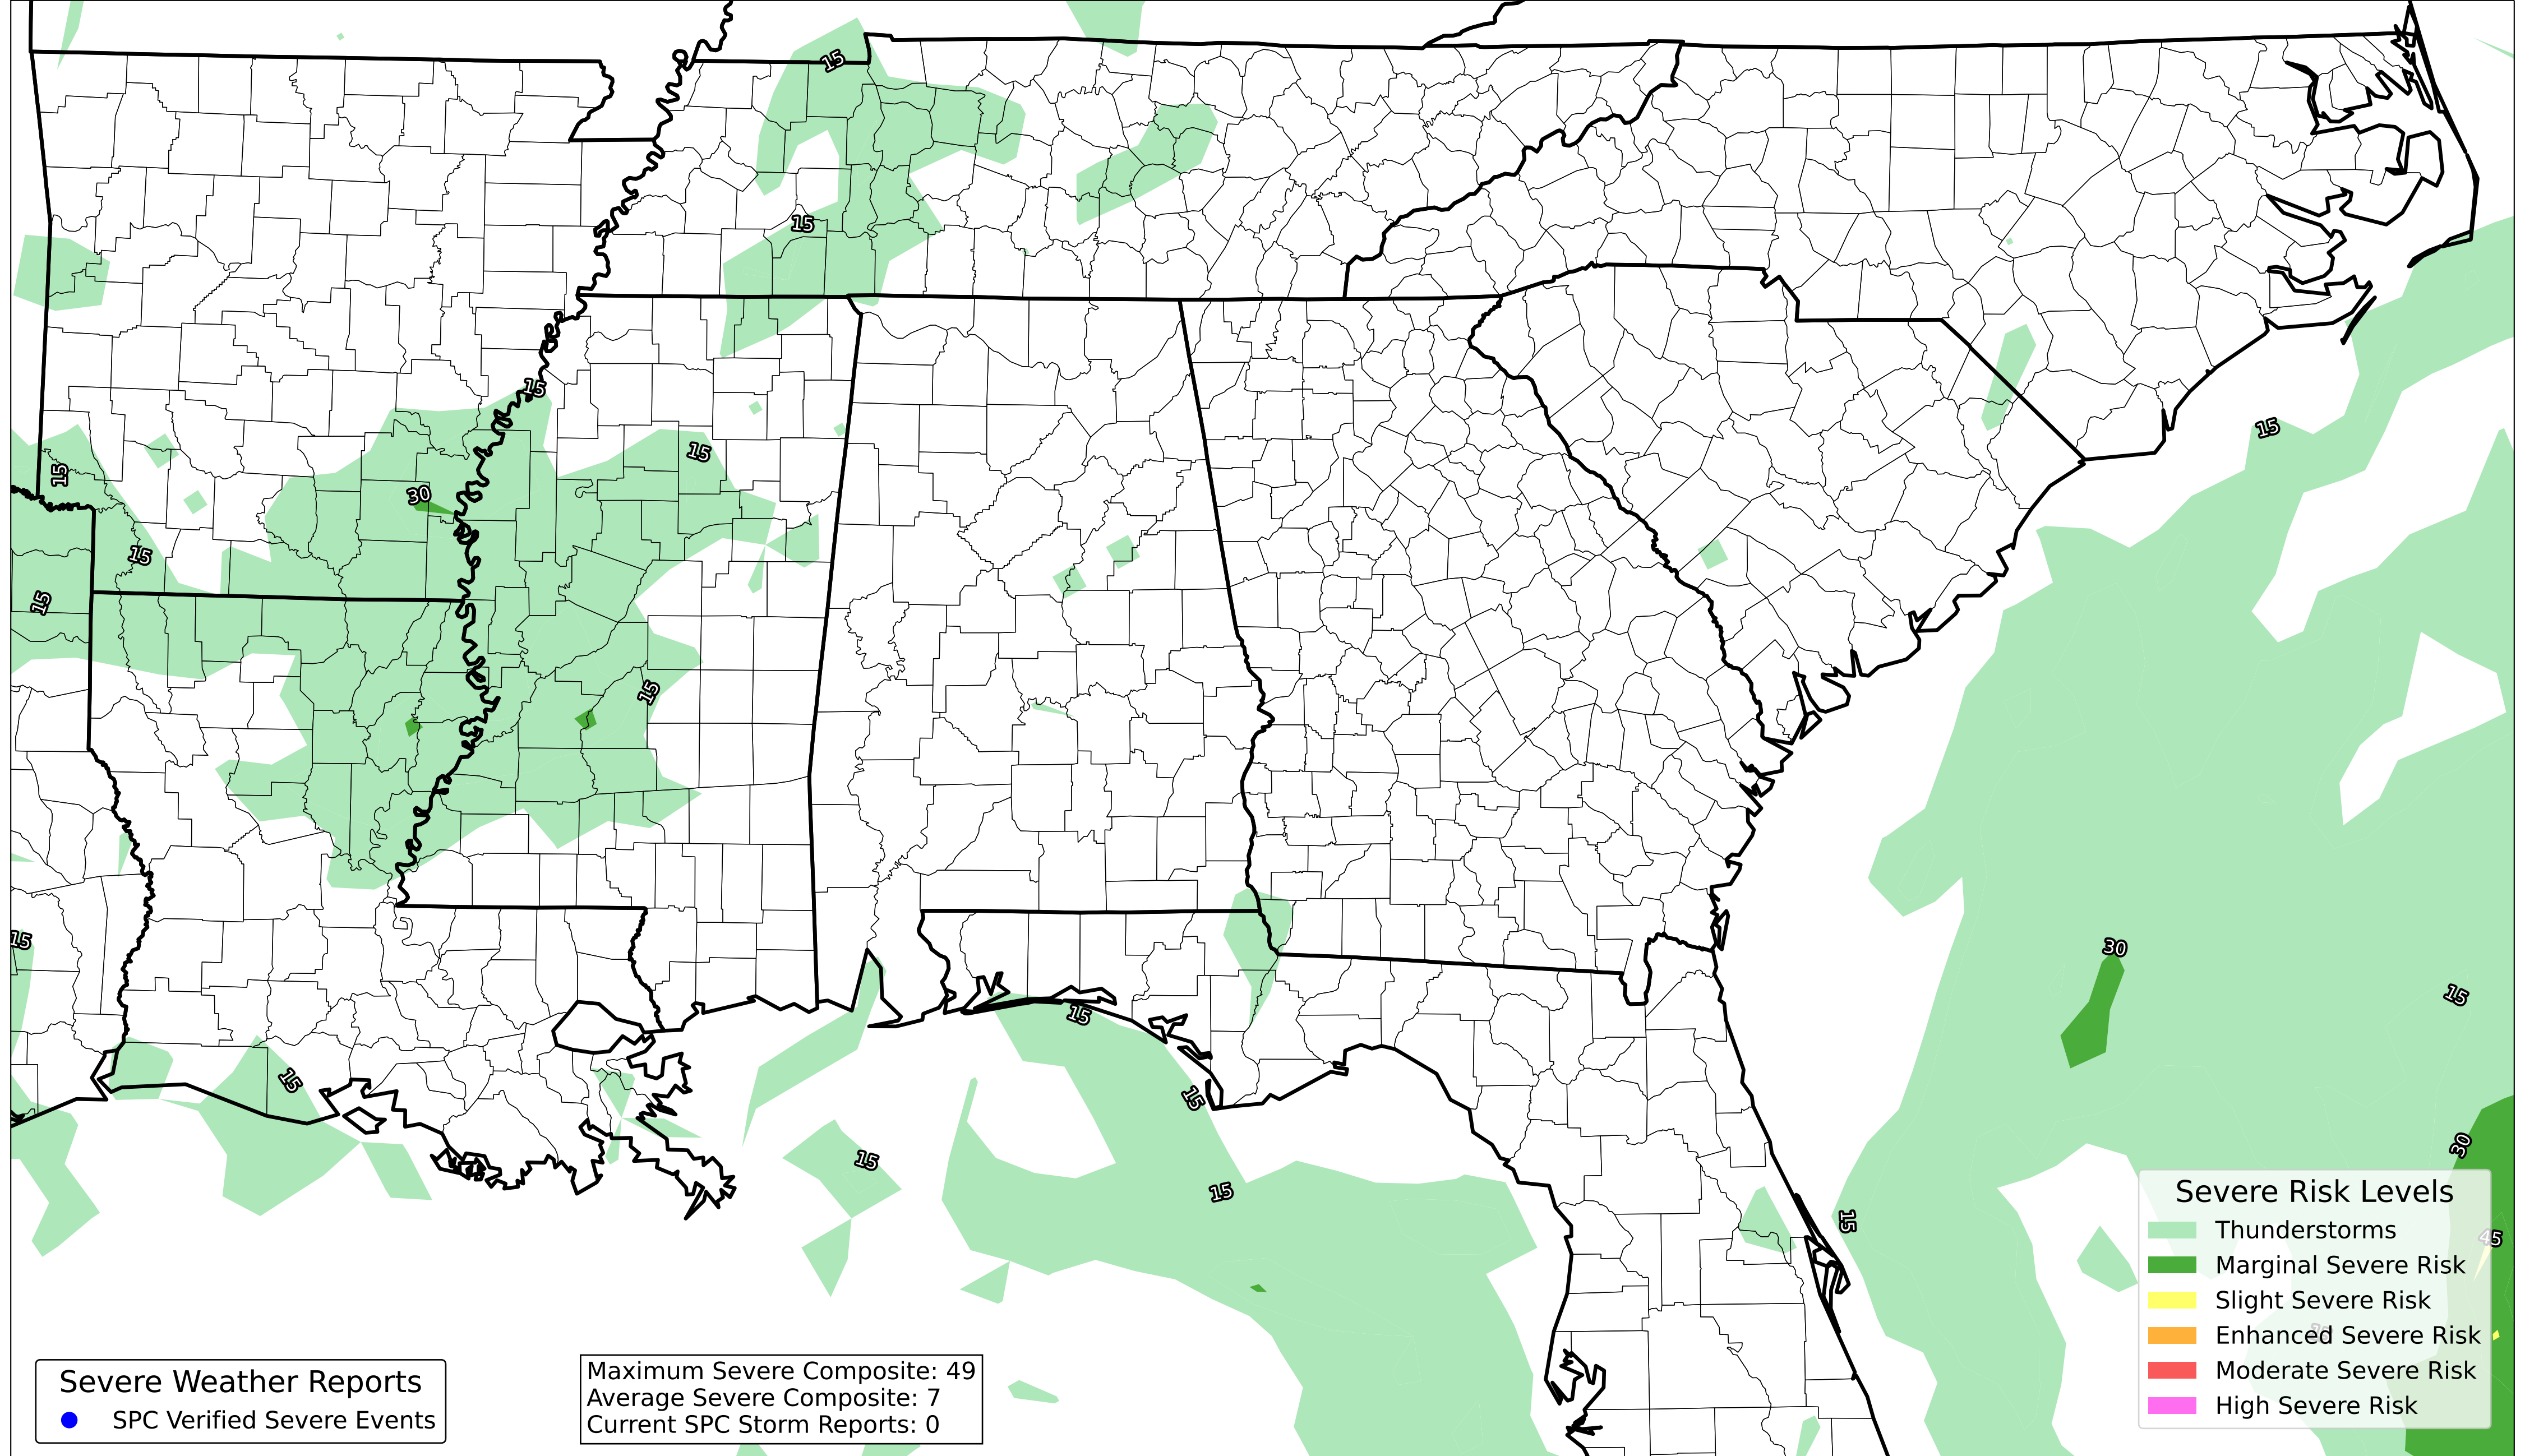 15
15
15
15
15
30
15
15
15
15
15
30
15
15
15
15
30
15
15
15
45
Severe Risk Levels
Thunderstorms
Marginal Severe Risk
Slight Severe Risk
Enhanced Severe Risk
Moderate Severe Risk
High Severe Risk
Severe Weather Reports
SPC Verified Severe Events
Maximum Severe Composite: 49
Average Severe Composite: 7
Current SPC Storm Reports: 0